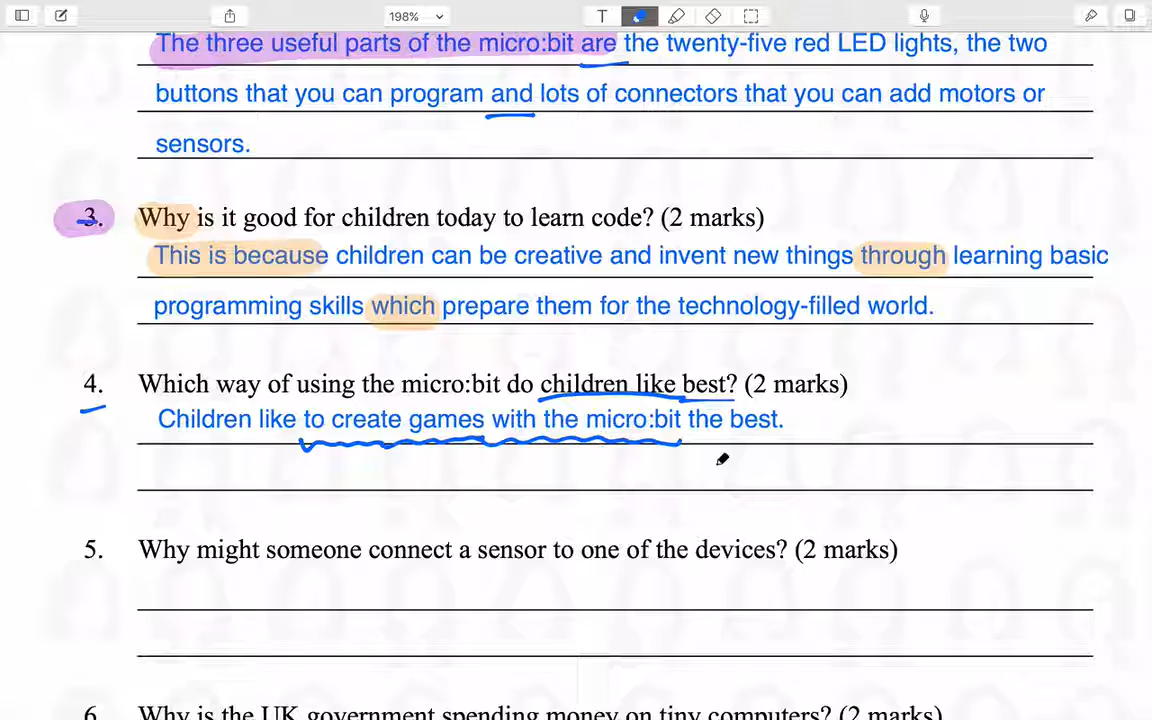 198%
T
The three useful parts of the micro:bit are the twenty-five red LED lights, the two
buttons that you can program and lots of connectors that you can add motors or
sensors.
3. Why is it good for children today to learn code? (2 marks)
This is because children can be creative and invent new things through learning basic
programming skills which prepare them for the technology-filled world.
4. Which way of using the micro:bit do children like best? (2 marks)
Children like to create games with the micro:bit the best.
5. Why might someone connect a sensor to one of the devices? (2 marks)
6. Why is the UK government spending money on tiny computers? (2 marks)